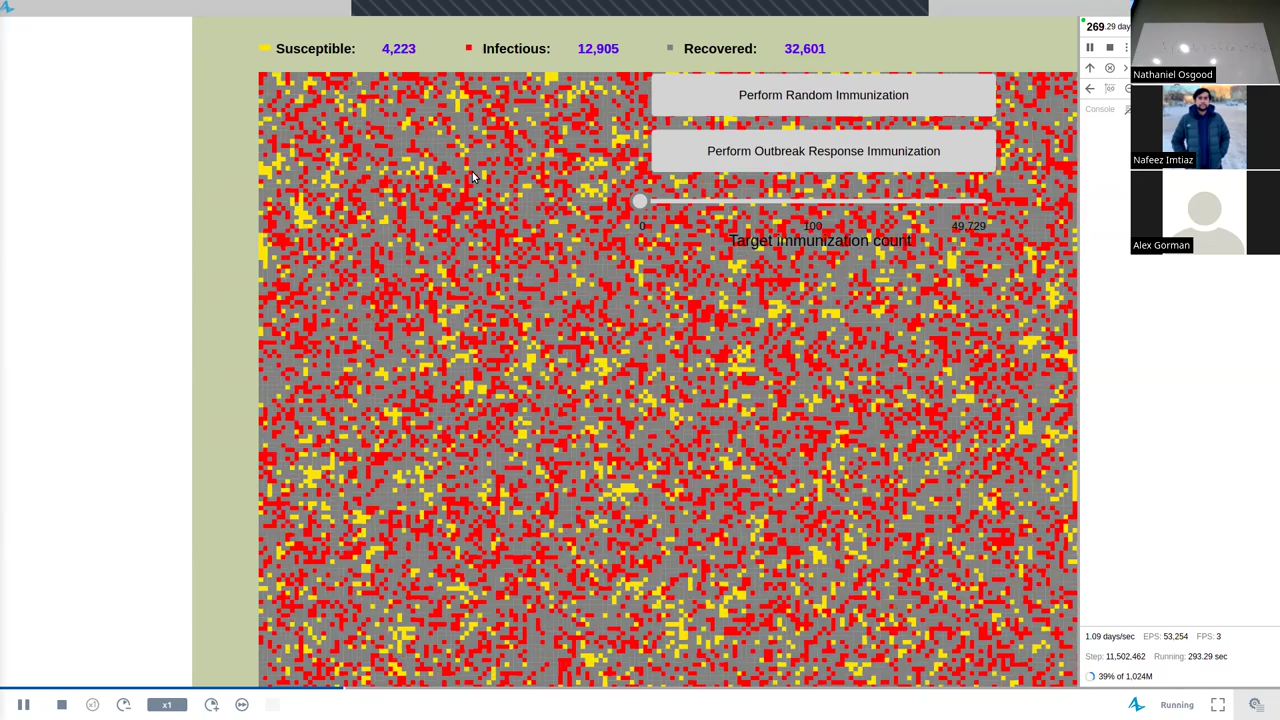 Susceptible: 4,223 Infectious: 12,905 Recovered: 32,601
Perform Random Immunization
Perform Outbreak Response Immunization
0 100 49,729
Target immunization count
269.29 day
Console
Nathaniel Osgood
Nafeez Imtiaz
Alex Gorman
1.09 days/sec EPS: 53,254 FPS: 3
Step: 11,502,462 Running: 293.29 sec
39% of 1,024M
x1 x1 Running